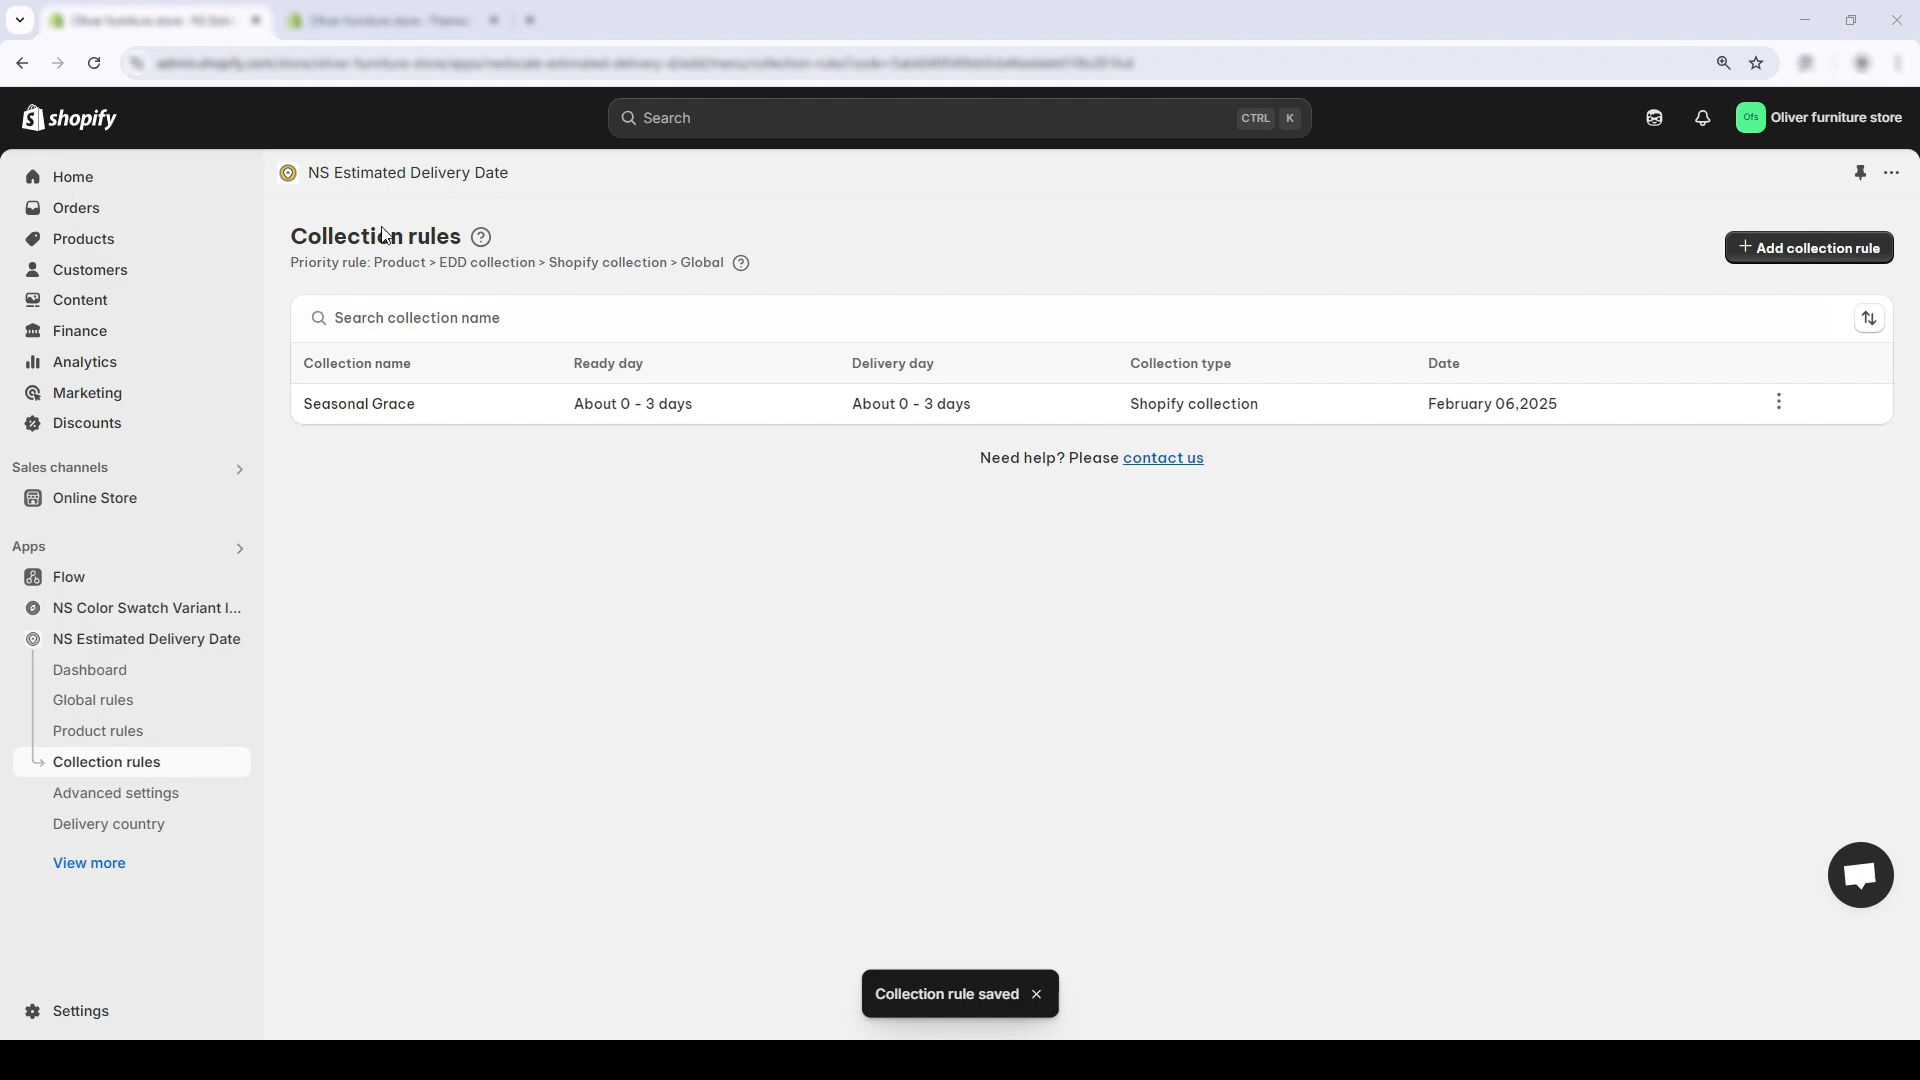 shopify
Search
CTRL K
Ofs
Oliver furniture store
Home
Orders
Products
Customers
Content
Finance
Analytics
Marketing
Discounts
Sales channels
Online Store
Apps
Flow
NS Color Swatch Variant I...
NS Estimated Delivery Date
Dashboard
Global rules
Product rules
Collection rules
Advanced settings
Delivery country
View more
Settings
NS Estimated Delivery Date
Collection rules
Priority rule: Product > EDD collection > Shopify collection > Global
+ Add collection rule
Search collection name
Collection name Ready day Delivery day Collection type Date
Seasonal Grace About 0 - 3 days About 0 - 3 days Shopify collection February 06,2025
Need help? Please contact us
Collection rule saved